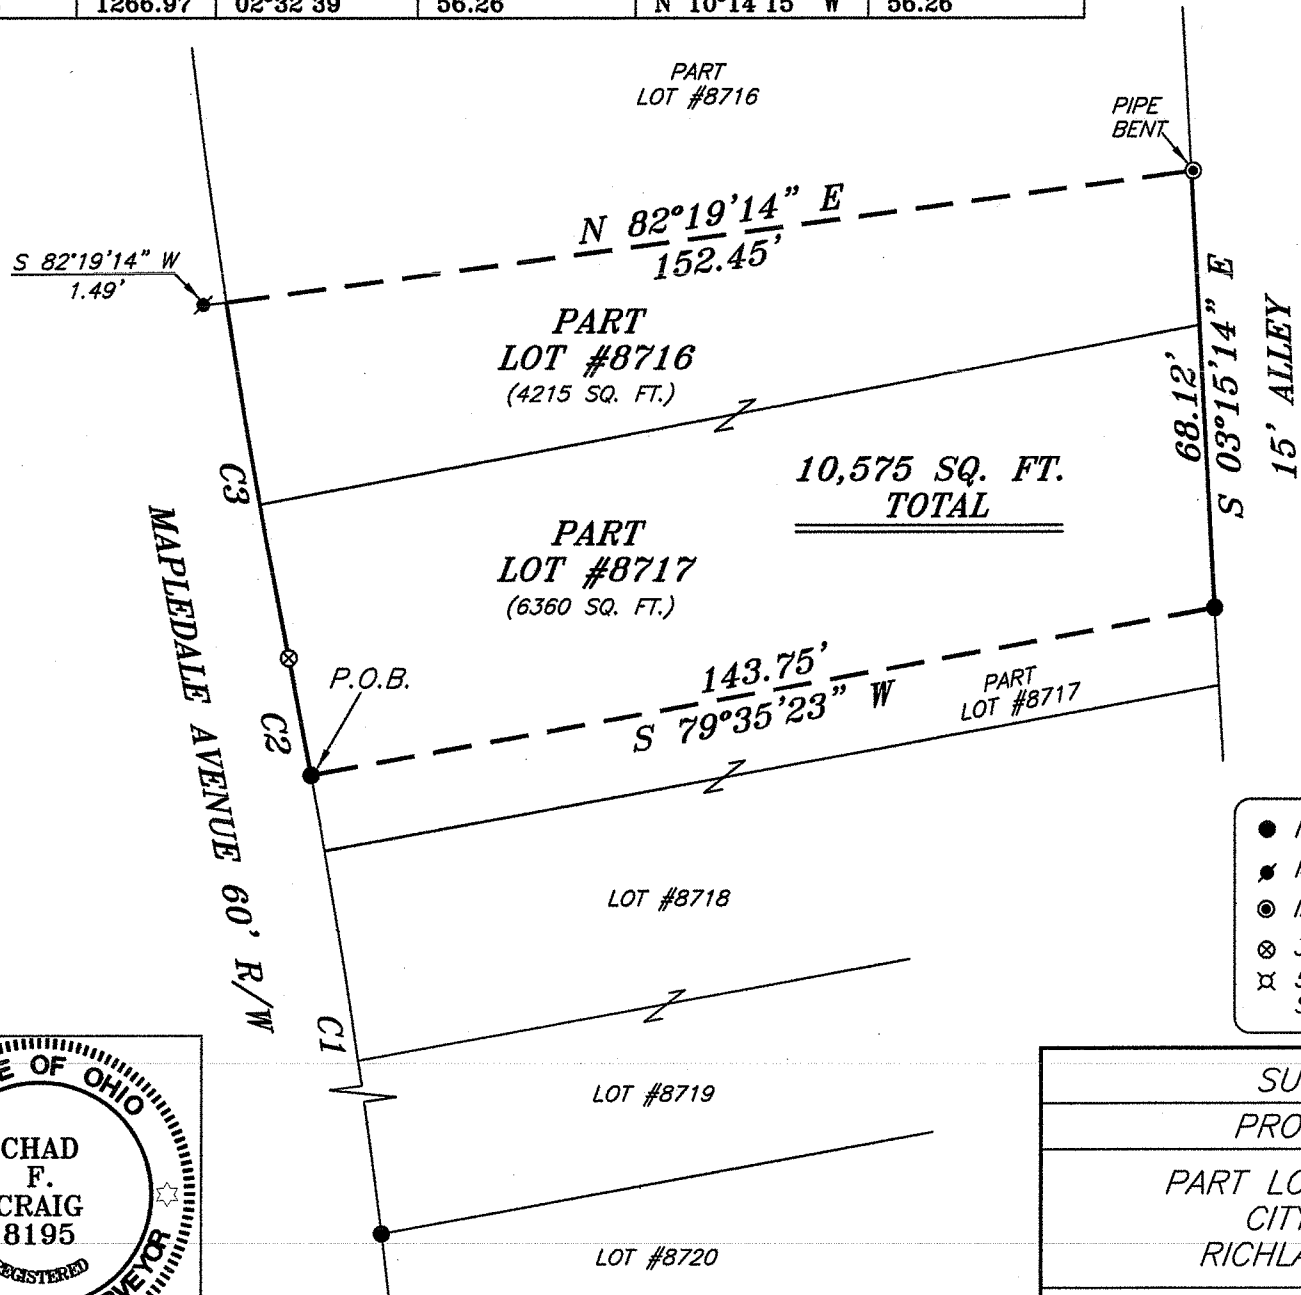 1266.97 02°32'39 56.26 N 10°14'15" W 56.26
PART
LOT #8716
PIPE
BENT
N 82°19'14" E
152.45'
S 82°19'14" W
1.49'
PART
LOT #8716
(4215 SQ. FT.)
68.12'
S 03°15'14" E
15' ALLEY
C3
10,575 SQ. FT.
TOTAL
PART
LOT #8717
(6360 SQ. FT.)
MAPLEDALE AVENUE 60' R/W
P.O.B.
143.75'
S 79°35'23" W
PART
LOT #8717
C2
LOT #8718
C1
LOT #8719
LOT #8720
OF OHIO
CHAD
F.
CRAIG
8195
REGISTERED
SU
PRO
PART LO
CITY
RICHLA